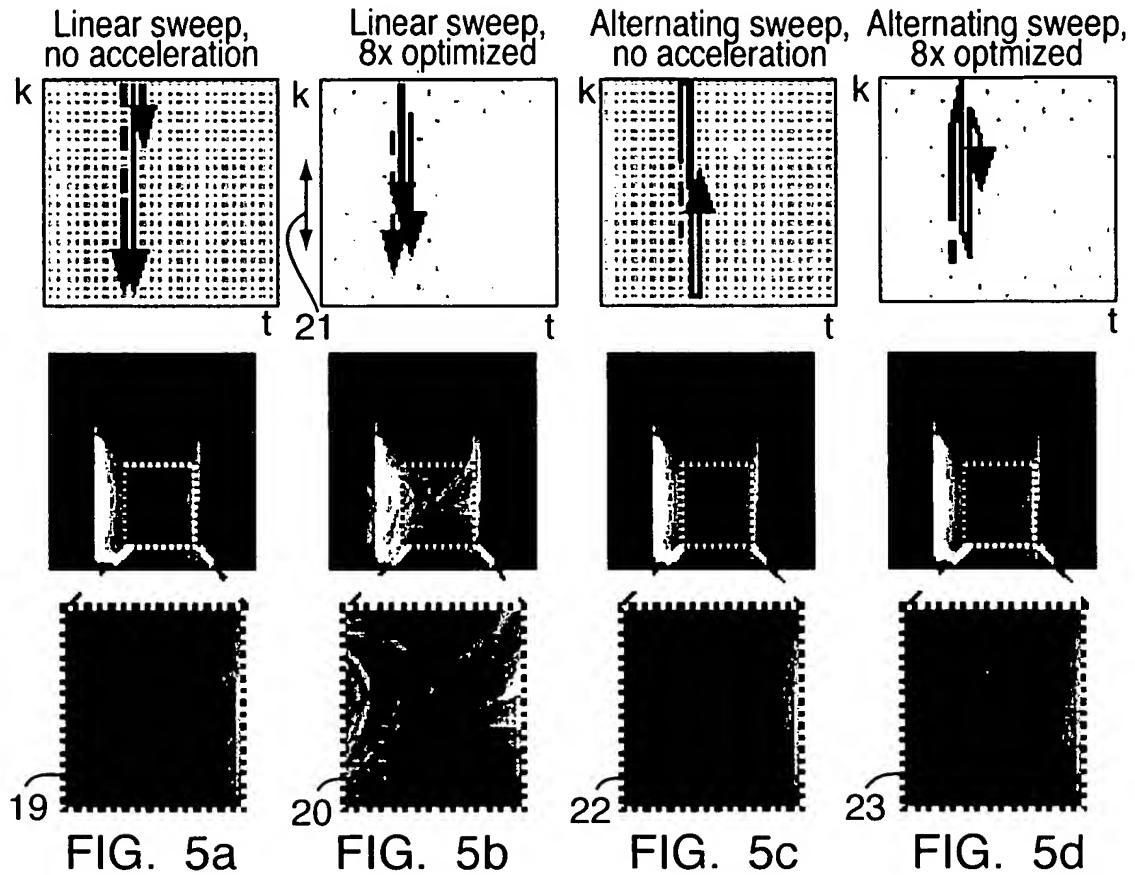 Linear sweep,
no acceleration
Linear sweep,
8x optimized
Alternating sweep,
no acceleration
Alternating sweep,
8x optmized
k
k
k
k
21
t
t
t
t
19
20
22
23
FIG. 5a
FIG. 5b
FIG. 5c
FIG. 5d